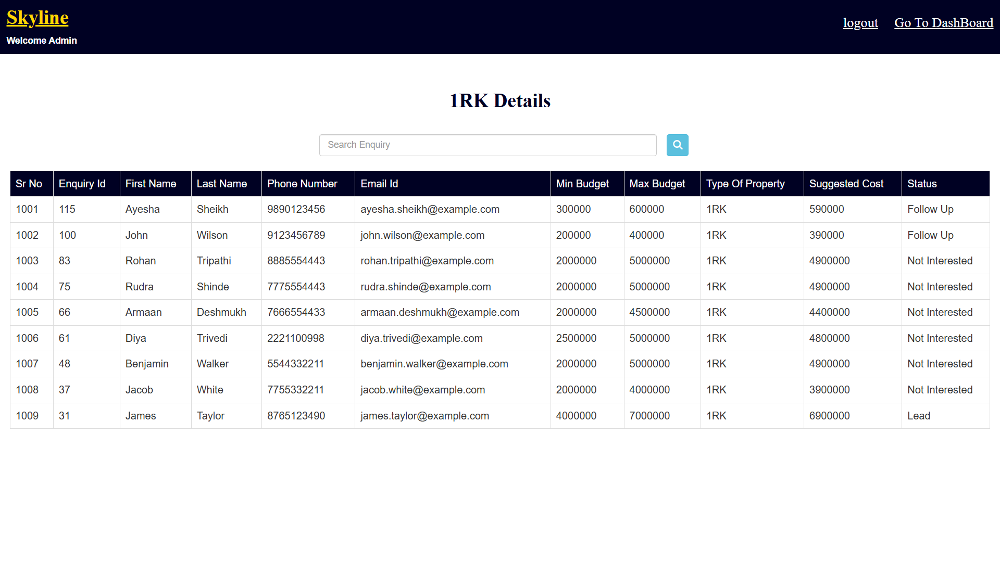 Skyline
Welcome Admin
logout Go To DashBoard
1RK Details
Search Enquiry
Sr No Enquiry Id First Name Last Name Phone Number Email Id Min Budget Max Budget Type Of Property Suggested Cost Status
1001 115 Ayesha Sheikh 9890123456 ayesha.sheikh@example.com 300000 600000 1RK 590000 Follow Up
1002 100 John Wilson 9123456789 john.wilson@example.com 200000 400000 1RK 390000 Follow Up
1003 83 Rohan Tripathi 8885554443 rohan.tripathi@example.com 2000000 5000000 1RK 4900000 Not Interested
1004 75 Rudra Shinde 7775554443 rudra.shinde@example.com 2000000 5000000 1RK 4900000 Not Interested
1005 66 Armaan Deshmukh 7666554433 armaan.deshmukh@example.com 2000000 4500000 1RK 4400000 Not Interested
1006 61 Diya Trivedi 2221100998 diya.trivedi@example.com 2500000 5000000 1RK 4800000 Not Interested
1007 48 Benjamin Walker 5544332211 benjamin.walker@example.com 2000000 5000000 1RK 4900000 Not Interested
1008 37 Jacob White 7755332211 jacob.white@example.com 2000000 4000000 1RK 3900000 Not Interested
1009 31 James Taylor 8765123490 james.taylor@example.com 4000000 7000000 1RK 6900000 Lead